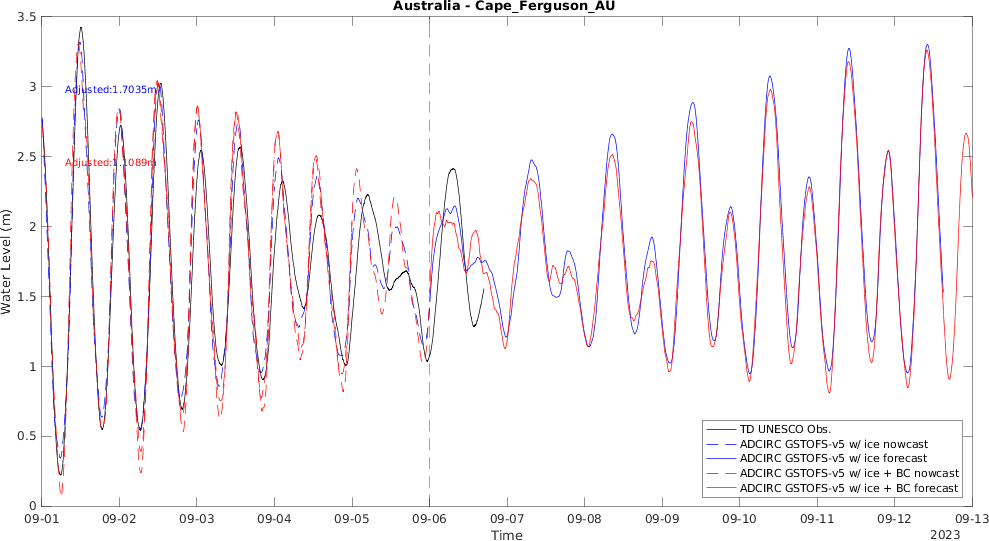 Australia - Cape_Ferguson_AU
3.5
3
2.5
2
1.5
1
0.5
0
Water Level (m)
Adjusted:1.7035m
Adjusted:1.1089m
TD UNESCO Obs.
ADCIRC GSTOFS-v5 w/ ice nowcast
ADCIRC GSTOFS-v5 w/ ice forecast
ADCIRC GSTOFS-v5 w/ ice + BC nowcast
ADCIRC GSTOFS-v5 w/ ice + BC forecast
09-01 09-02 09-03 09-04 09-05 09-06 09-07 09-08 09-09 09-10 09-11 09-12 09-13
Time
2023